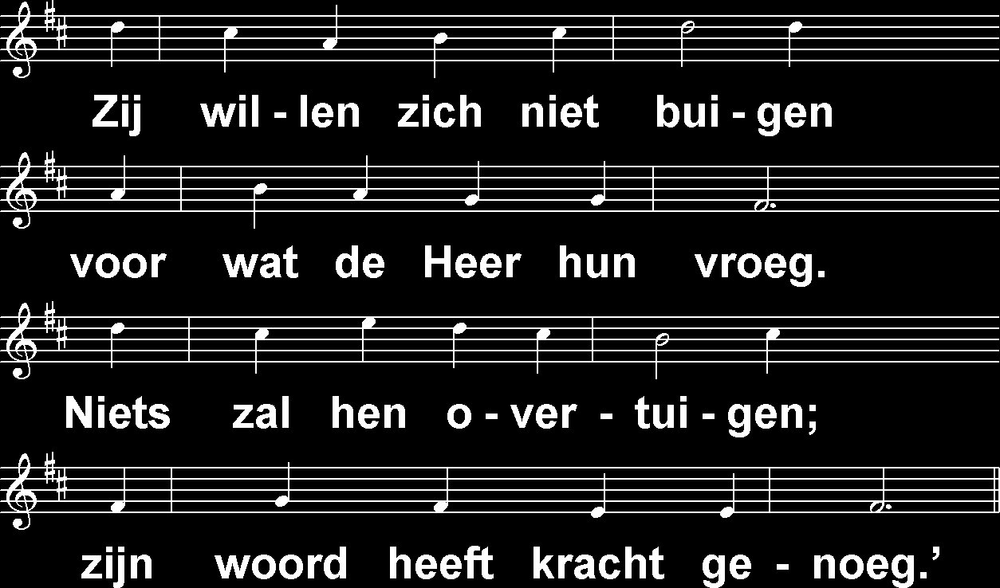 Zij wil - len zich niet bui - gen
voor wat de Heer hun vroeg.
Niets zal hen o - ver - tui - gen;
zijn woord heeft kracht ge - noeg.’